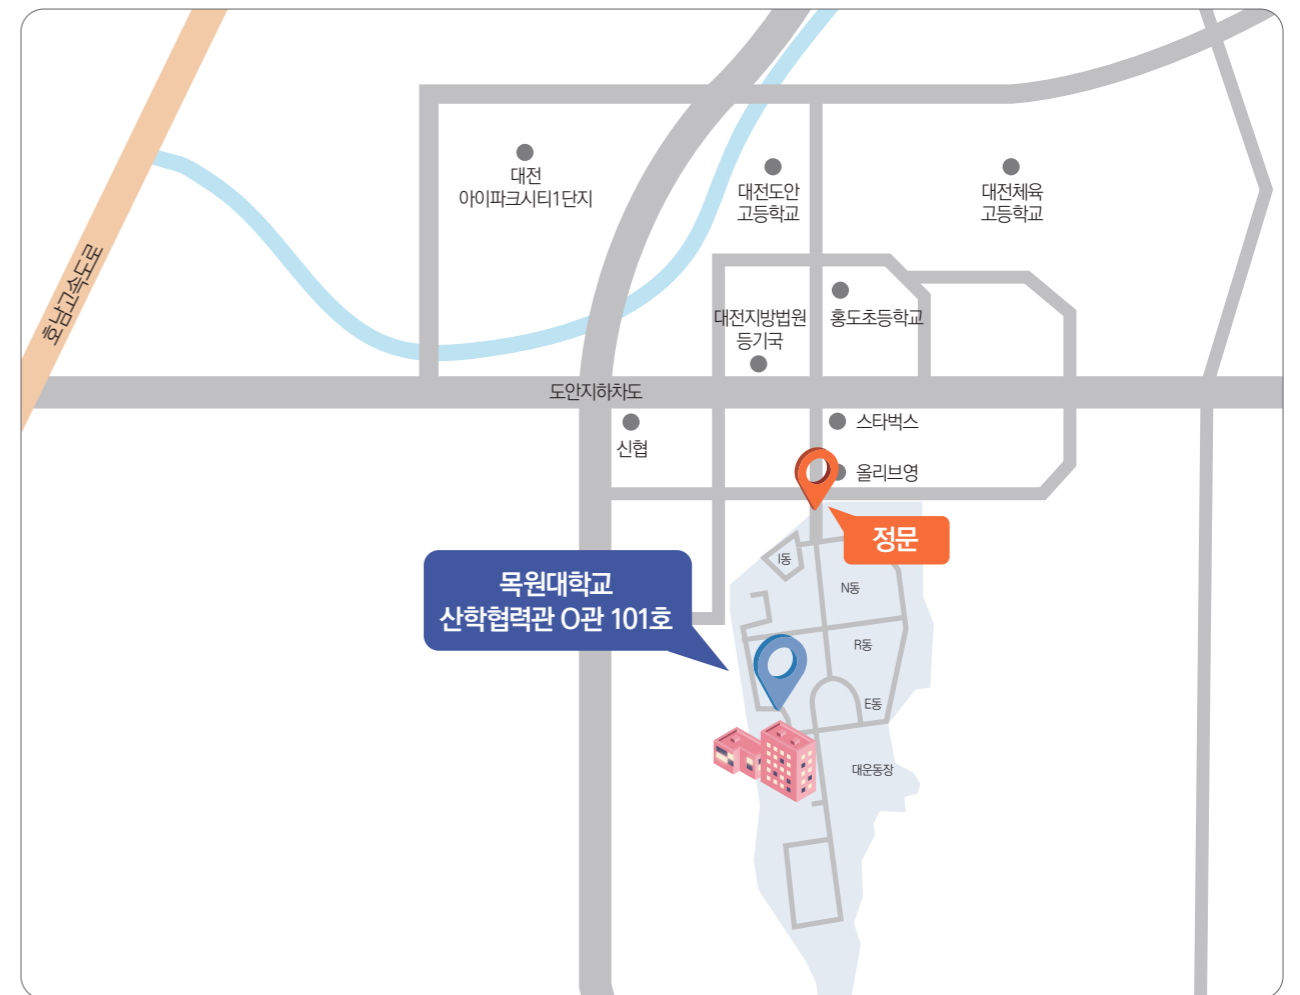 대전
아이파크시티1단지
대전도안
고등학교
대전체육
고등학교
호남고속도로
대전지방법원
등기국
홍도초등학교
도안지하차도
스타벅스
신협
올리브영
정문
I동
N동
목원대학교
산학협력관 O관 101호
R동
E동
대운동장